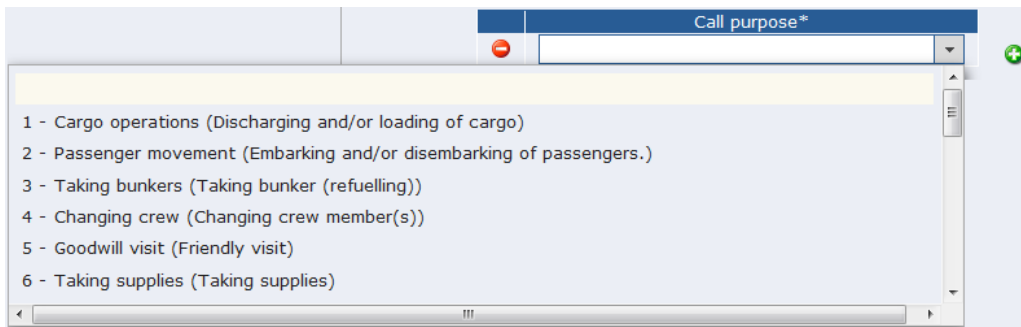 Call purpose*
1 - Cargo operations (Discharging and/or loading of cargo)
2 - Passenger movement (Embarking and/or disembarking of passengers.)
3 - Taking bunkers (Taking bunker (refuelling))
4 - Changing crew (Changing crew member(s))
5 - Goodwill visit (Friendly visit)
6 - Taking supplies (Taking supplies)